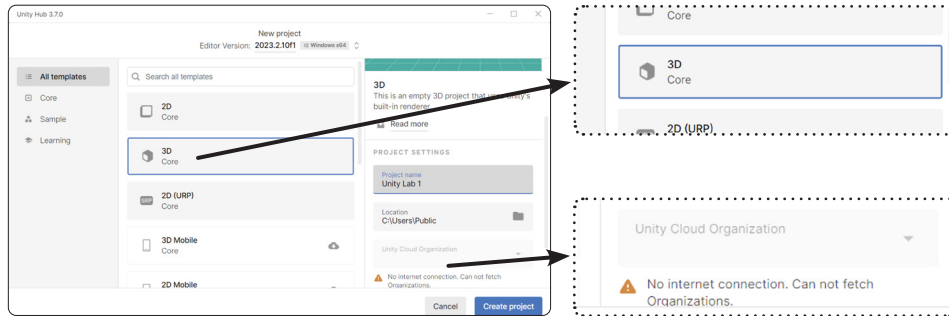 Unity Hub 3.7.0
New project
Editor Version: 2023.2.10f1 Windows x64
All templates
Core
Sample
Learning
Search all templates
2D
Core
3D
Core
2D (URP)
Core
3D Mobile
Core
2D Mobile
3D
This is an empty 3D project that uses Unity's
built-in renderer.
Read more
PROJECT SETTINGS
Project name
Unity Lab 1
Location
C:\Users\Public
Unity Cloud Organization
No internet connection. Can not fetch
Organizations.
Cancel
Create project
Core
3D
Core
2D (URP)
Unity Cloud Organization
No internet connection. Can not fetch
Organizations.